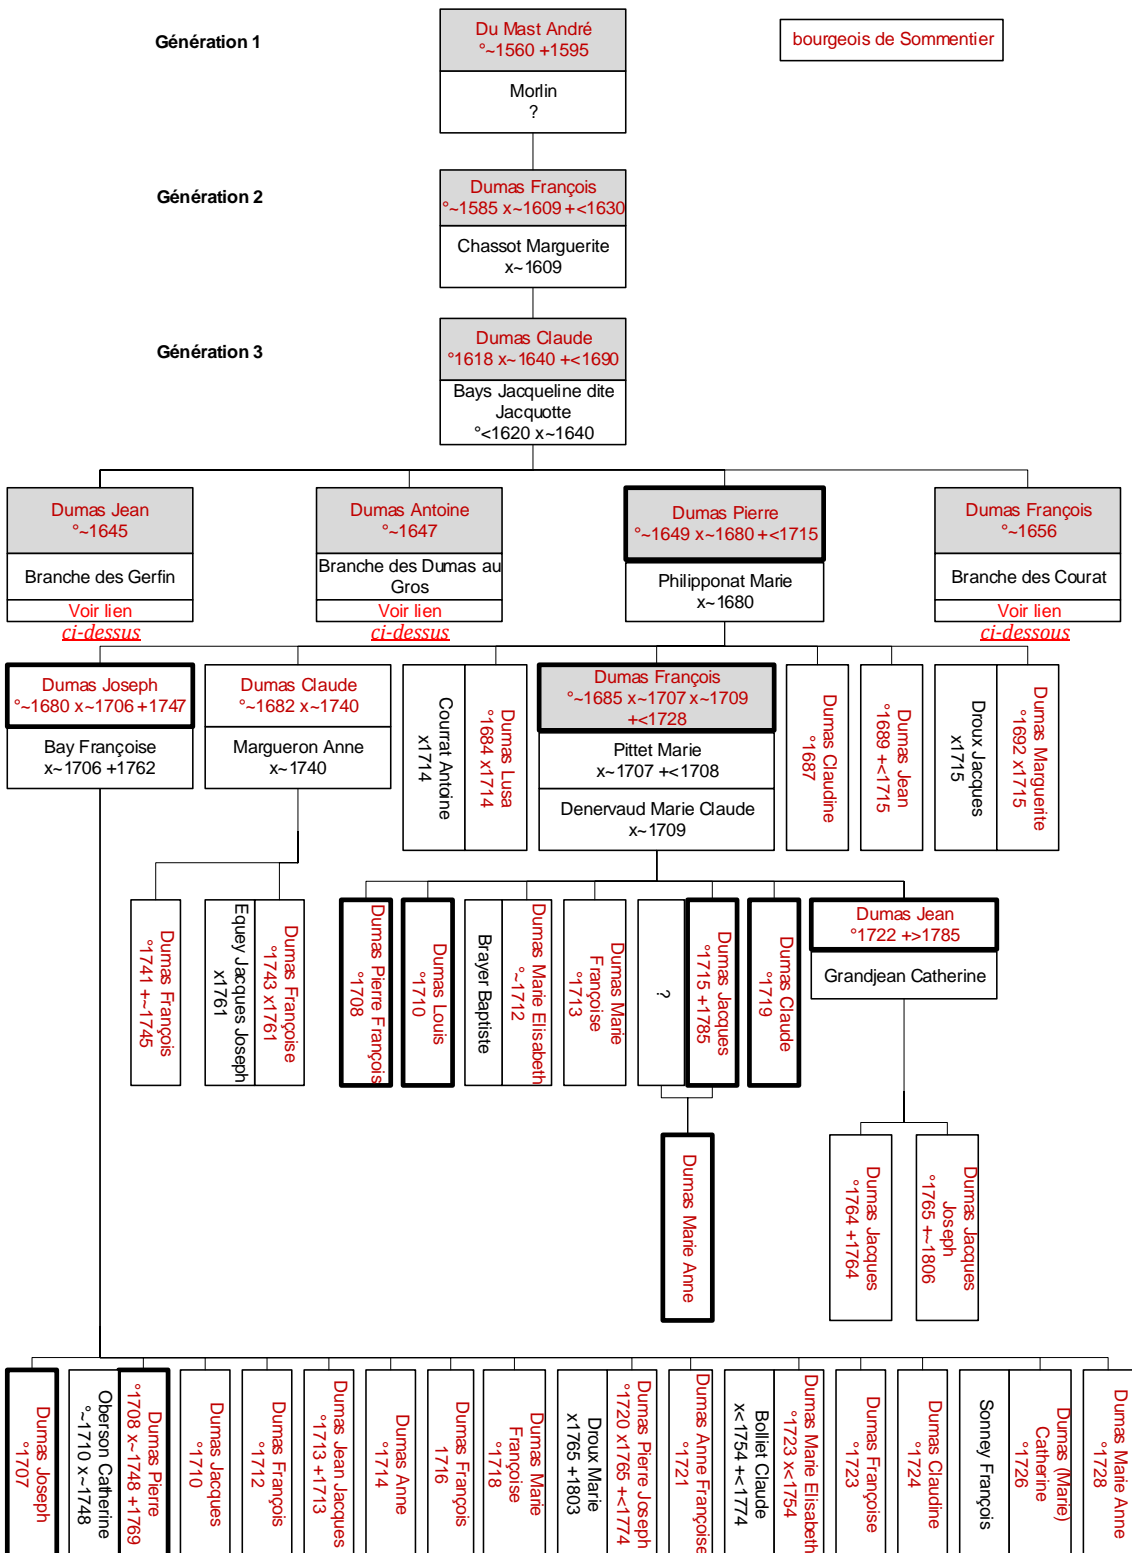 Génération 1
Du Mast André
°~1560 +1595
Morlin
?
bourgeois de Sommentier
Génération 2
Dumas François
°~1585 x~1609 +<1630
Chassot Marguerite
x~1609
Génération 3
Dumas Claude
°1618 x~1640 +<1690
Bays Jacqueline dite
Jacquotte
°<1620 x~1640
Dumas Jean
°~1645
Branche des Gerfin
Voir lien
ci-dessus
Dumas Antoine
°~1647
Branche des Dumas au
Gros
Voir lien
ci-dessus
Dumas Pierre
°~1649 x~1680 +<1715
Philipponat Marie
x~1680
Dumas François
°~1656
Branche des Courat
Voir lien
ci-dessous
Dumas Joseph
°~1680 x~1706 +1747
Bay Françoise
x~1706 +1762
Dumas Claude
°~1682 x~1740
Margueron Anne
x~1740
Courrat Antoine
x1714
Dumas Lusa
°1684 x1714
Dumas François
°~1685 x~1707 x~1709
+<1728
Pittet Marie
x~1707 +<1708
Denervaud Marie Claude
x~1709
Dumas Claudine
°1687
Dumas Jean
°1689 +<1715
Droux Jacques
x1715
Dumas Marguerite
°1692 x1715
Dumas François
°1741 +~1745
Equey Jacques Joseph
x1761
Dumas Françoise
°1743 x1761
Dumas Pierre François
°1708
Dumas Louis
°1710
Brayer Baptiste
Dumas Marie Elisabeth
°~1712
Dumas Marie
Françoise
°1713
?
Dumas Jacques
°1715 +1785
Dumas Claude
°1719
Dumas Jean
°1722 +>1785
Grandjean Catherine
Dumas Marie Anne
Dumas Jacques
°1764 +1764
Dumas Jacques
Joseph
°1765 +~1806
Dumas Joseph
°1707
Oberson Catherine
°~1710 x~1748
Dumas Pierre
°1708 x~1748 +1769
Dumas Jacques
°1710
Dumas François
°1712
Dumas Jean Jacques
°1713 +1713
Dumas Anne
°1714
Dumas François
1716
Dumas Marie
Françoise
°1718
Droux Marie
x1765 +1803
Dumas Pierre Joseph
°1720 x1765 +<1774
Dumas Anne Françoise
°1721
Bolliet Claude
x<1754 +<1774
Dumas Marie Elisabeth
°1723 x<1754
Dumas Françoise
°1723
Dumas Claudine
°1724
Sonney François
Dumas (Marie)
Catherine
°1726
Dumas Marie Anne
°1728